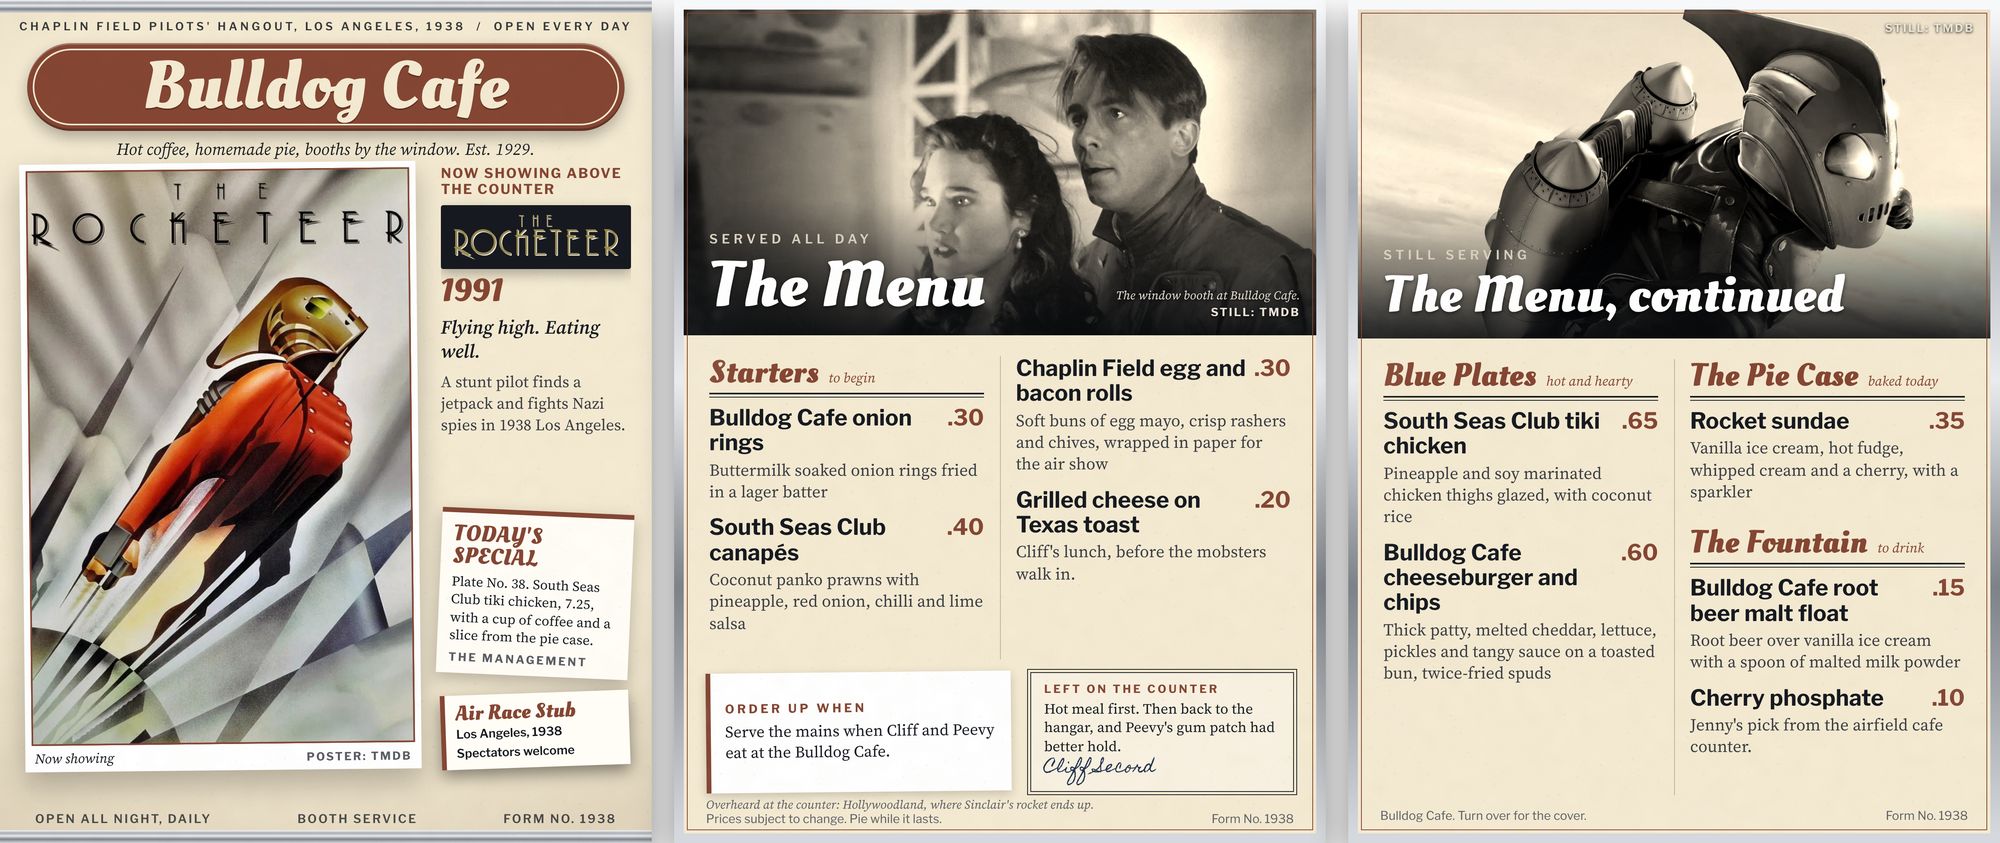 CHAPLIN FIELD PILOTS' HANGOUT, LOS ANGELES, 1938 / OPEN EVERY DAY
Bulldog Cafe
Hot coffee, homemade pie, booths by the window. Est. 1929.
THE
ROCKETEER
Now showing
POSTER: TMDB
NOW SHOWING ABOVE
THE COUNTER
THE
ROCKETEER
1991
Flying high. Eating
well.
A stunt pilot finds a
jetpack and fights Nazi
spies in 1938 Los Angeles.
TODAY'S
SPECIAL
Plate No. 38. South Seas
Club tiki chicken, 7.25,
with a cup of coffee and a
slice from the pie case.
THE MANAGEMENT
Air Race Stub
Los Angeles, 1938
Spectators welcome
OPEN ALL NIGHT, DAILY
BOOTH SERVICE
FORM NO. 1938
SERVED ALL DAY
The Menu
The window booth at Bulldog Cafe.
STILL: TMDB
Starters to begin
Bulldog Cafe onion .30
rings
Buttermilk soaked onion rings fried
in a lager batter
South Seas Club .40
canapés
Coconut panko prawns with
pineapple, red onion, chilli and lime
salsa
Chaplin Field egg and .30
bacon rolls
Soft buns of egg mayo, crisp rashers
and chives, wrapped in paper for
the air show
Grilled cheese on .20
Texas toast
Cliff's lunch, before the mobsters
walk in.
ORDER UP WHEN
Serve the mains when Cliff and Peevy
eat at the Bulldog Cafe.
LEFT ON THE COUNTER
Hot meal first. Then back to the
hangar, and Peevy's gum patch had
better hold.
Cliff Secord
Overheard at the counter: Hollywoodland, where Sinclair's rocket ends up.
Prices subject to change. Pie while it lasts.
Form No. 1938
STILL: TMDB
STILL SERVING
The Menu, continued
Blue Plates hot and hearty
South Seas Club tiki .65
chicken
Pineapple and soy marinated
chicken thighs glazed, with coconut
rice
Bulldog Cafe .60
cheeseburger and
chips
Thick patty, melted cheddar, lettuce,
pickles and tangy sauce on a toasted
bun, twice-fried spuds
The Pie Case baked today
Rocket sundae .35
Vanilla ice cream, hot fudge,
whipped cream and a cherry, with a
sparkler
The Fountain to drink
Bulldog Cafe root .15
beer malt float
Root beer over vanilla ice cream
with a spoon of malted milk powder
Cherry phosphate .10
Jenny's pick from the airfield cafe
counter.
Bulldog Cafe. Turn over for the cover.
Form No. 1938